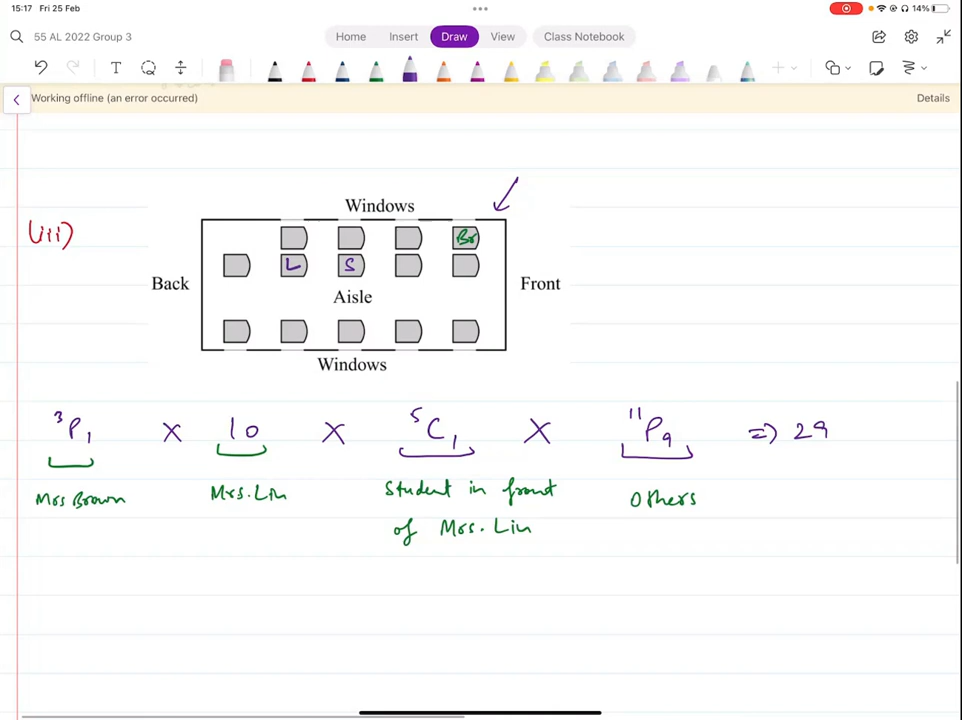 15:17 Fri 25 Feb
14%
55 AL 2022 Group 3
Home Insert Draw View Class Notebook
T
Working offline (an error occurred)
Details
Windows
(iii)
Br
L S
Back
Aisle
Front
Windows
³P₁ × 10 × ⁵C₁ × ¹¹P₉ => 29
Mrs Brown
Mrs. Lin
Student in front
of Mrs. Lin
Others